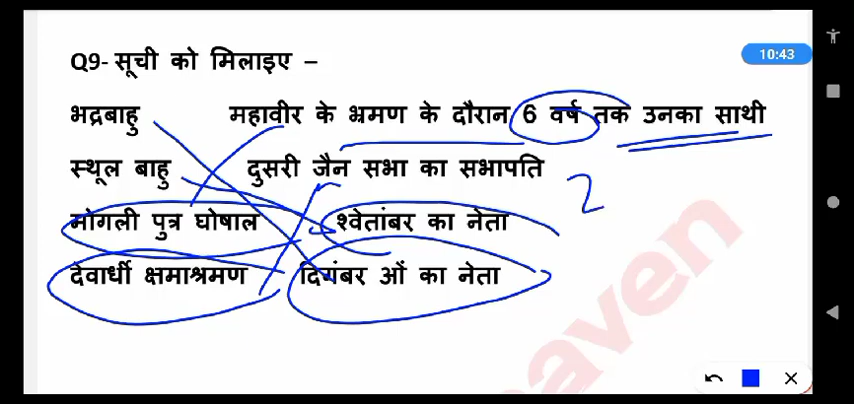 10:43
Q9- सूची को मिलाइए –
भद्रबाहु महावीर के भ्रमण के दौरान 6 वर्ष तक उनका साथी
स्थूल बाहु दुसरी जैन सभा का सभापति
मोगली पुत्र घोषाल श्वेतांबर का नेता
देवार्धी क्षमाश्रमण दिगंबर ओं का नेता
2
aven